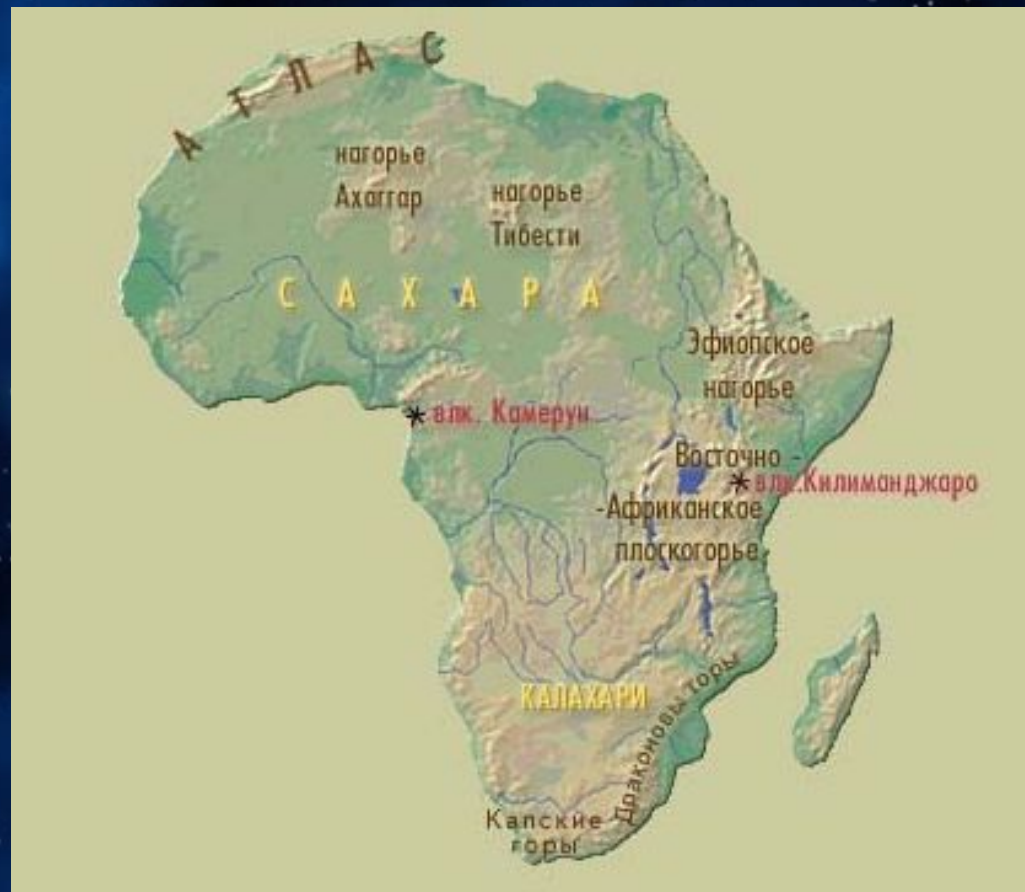 АТЛАС
нагорье
Ахаггар
нагорье
Тибести
САХАРА
Эфиопское
нагорье
влк. Камерун
Восточно -
влк.Килиманджаро
-Африканское
плоскогорье
КАЛАХАРИ
Драконовы горы
Капские
горы